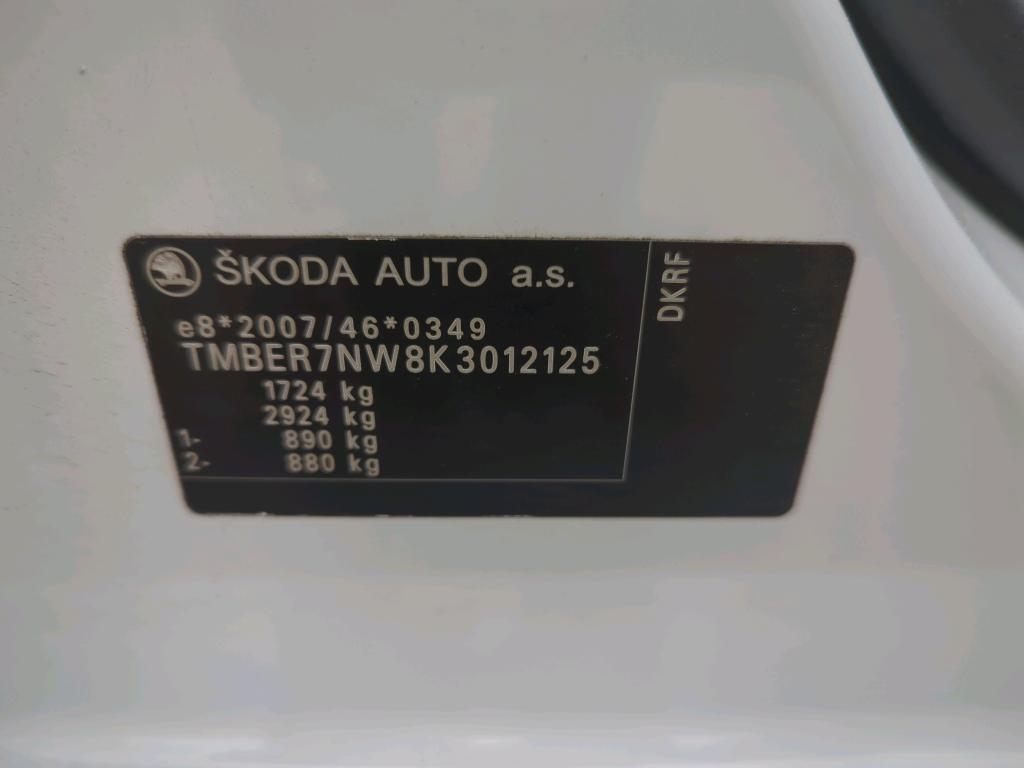 ŠKODA AUTO a.s.
e8*2007/46*0349
TMBER7NW8K3012125
1724 kg
2924 kg
1- 890 kg
2- 880 kg
DKRF